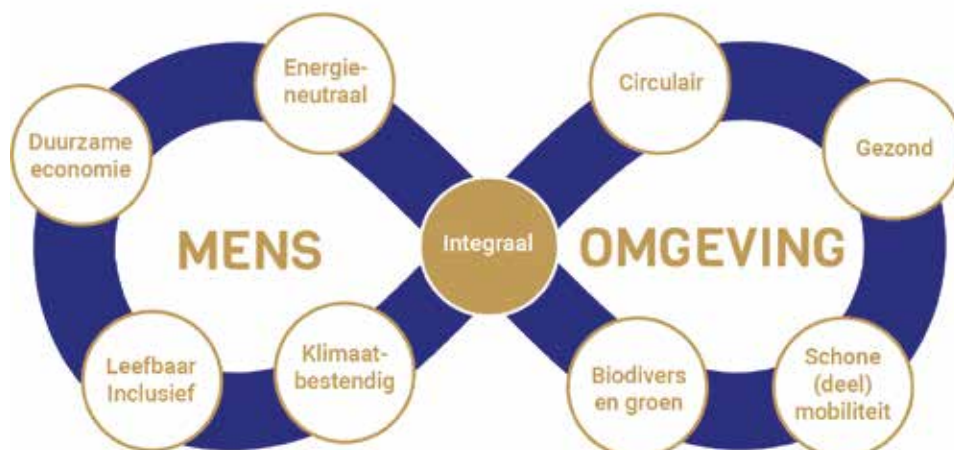 Energie-
neutraal
Circulair
Duurzame
economie
Gezond
MENS
Integraal
OMGEVING
Leefbaar
Inclusief
Klimaat-
bestendig
Biodivers
en groen
Schone
(deel)
mobiliteit